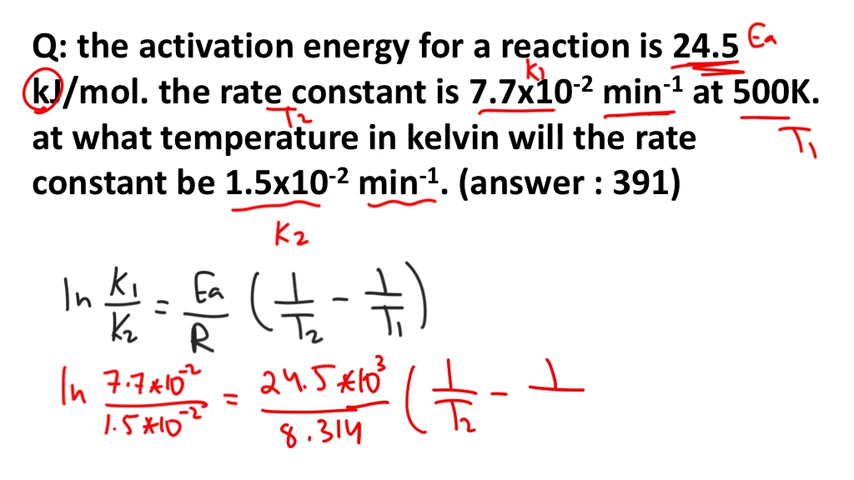 Q: the activation energy for a reaction is 24.5 Ea
kJ/mol. the rate constant is 7.7x10⁻² min⁻¹ at 500K.
K₁
T₂
T₁
at what temperature in kelvin will the rate
constant be 1.5x10⁻² min⁻¹. (answer : 391)
K₂
ln K₁/K₂ = Ea/R (1/T₂ - 1/T₁)
ln 7.7*10⁻²/1.5*10⁻² = 24.5*10³/8.314 (1/T₂ - 1/